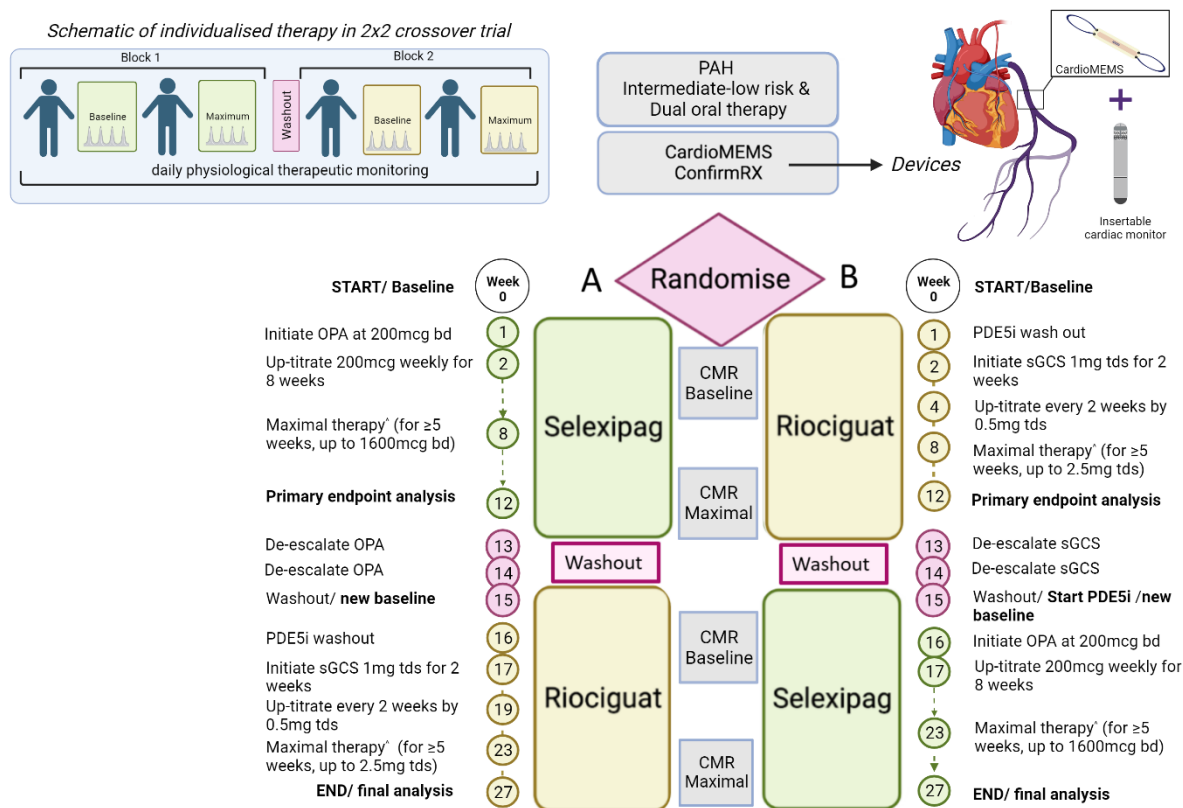 Schematic of individualised therapy in 2x2 crossover trial
Block 1
Block 2
Baseline
Maximum
Washout
Baseline
Maximum
daily physiological therapeutic monitoring
PAH
Intermediate-low risk &
Dual oral therapy
CardioMEMS
ConfirmRX
Devices
CardioMEMS
+
Insertable
cardiac monitor
A
Randomise
B
START/ Baseline
Week
0
Initiate OPA at 200mcg bd
1
Up-titrate 200mcg weekly for
8 weeks
2
Maximal therapy^ (for ≥5
weeks, up to 1600mcg bd)
8
Primary endpoint analysis
12
De-escalate OPA
13
De-escalate OPA
14
Washout/ new baseline
15
PDE5i washout
16
Initiate sGCS 1mg tds for 2
weeks
17
Up-titrate every 2 weeks by
0.5mg tds
19
Maximal therapy^ (for ≥5
weeks, up to 2.5mg tds)
23
END/ final analysis
27
Selexipag
Washout
Riociguat
CMR
Baseline
CMR
Maximal
CMR
Baseline
CMR
Maximal
Riociguat
Washout
Selexipag
Week
0
START/Baseline
1
PDE5i wash out
2
Initiate sGCS 1mg tds for 2
weeks
4
Up-titrate every 2 weeks by
0.5mg tds
8
Maximal therapy^ (for ≥5
weeks, up to 2.5mg tds)
12
Primary endpoint analysis
13
De-escalate sGCS
14
De-escalate sGCS
15
Washout/ Start PDE5i /new
baseline
16
Initiate OPA at 200mcg bd
17
Up-titrate 200mcg weekly for
8 weeks
23
Maximal therapy^ (for ≥5
weeks, up to 1600mcg bd)
27
END/ final analysis